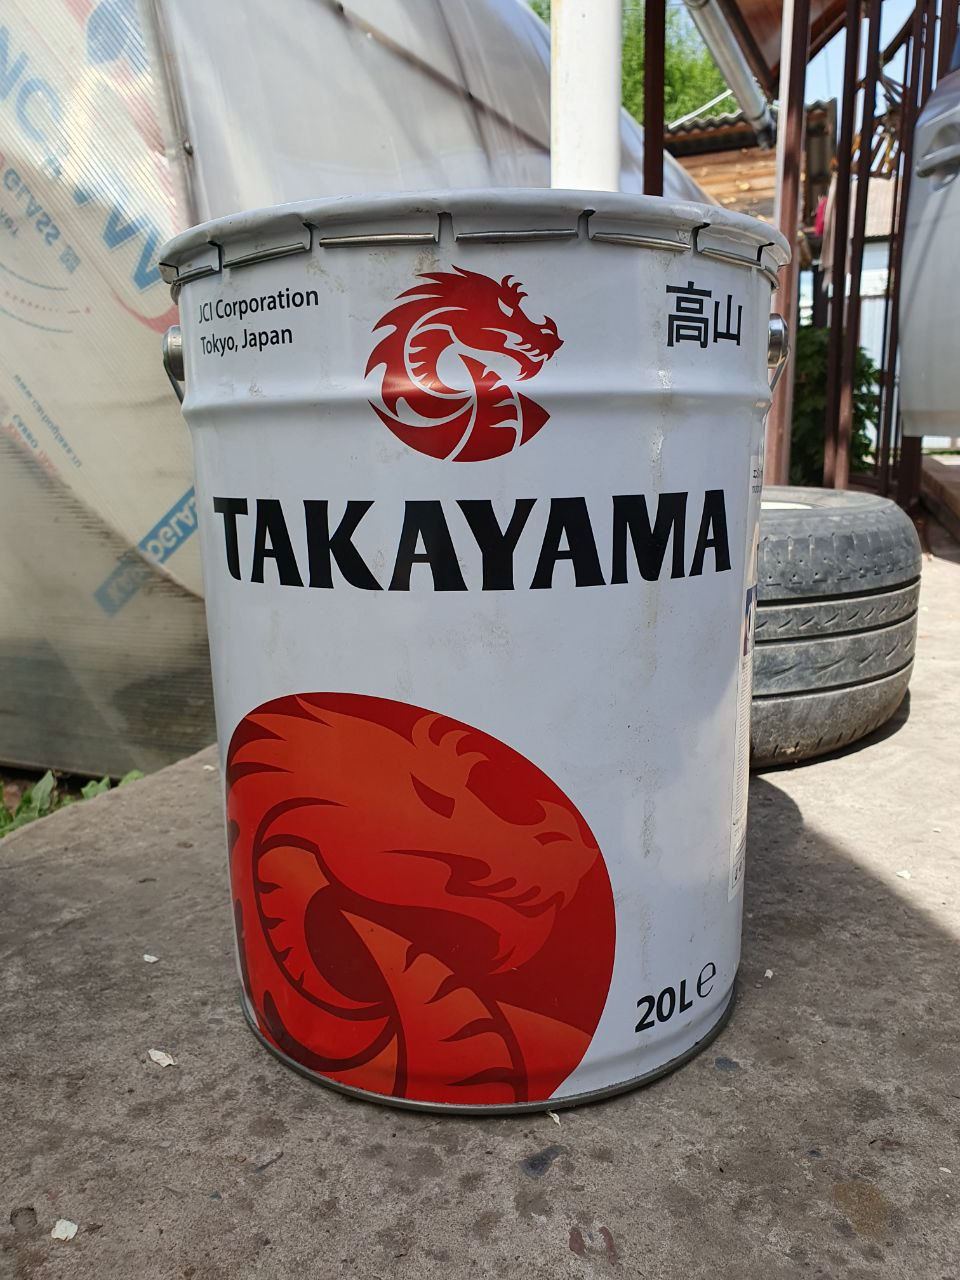 JCI Corporation
Tokyo, Japan
高山
TAKAYAMA
20L ℮